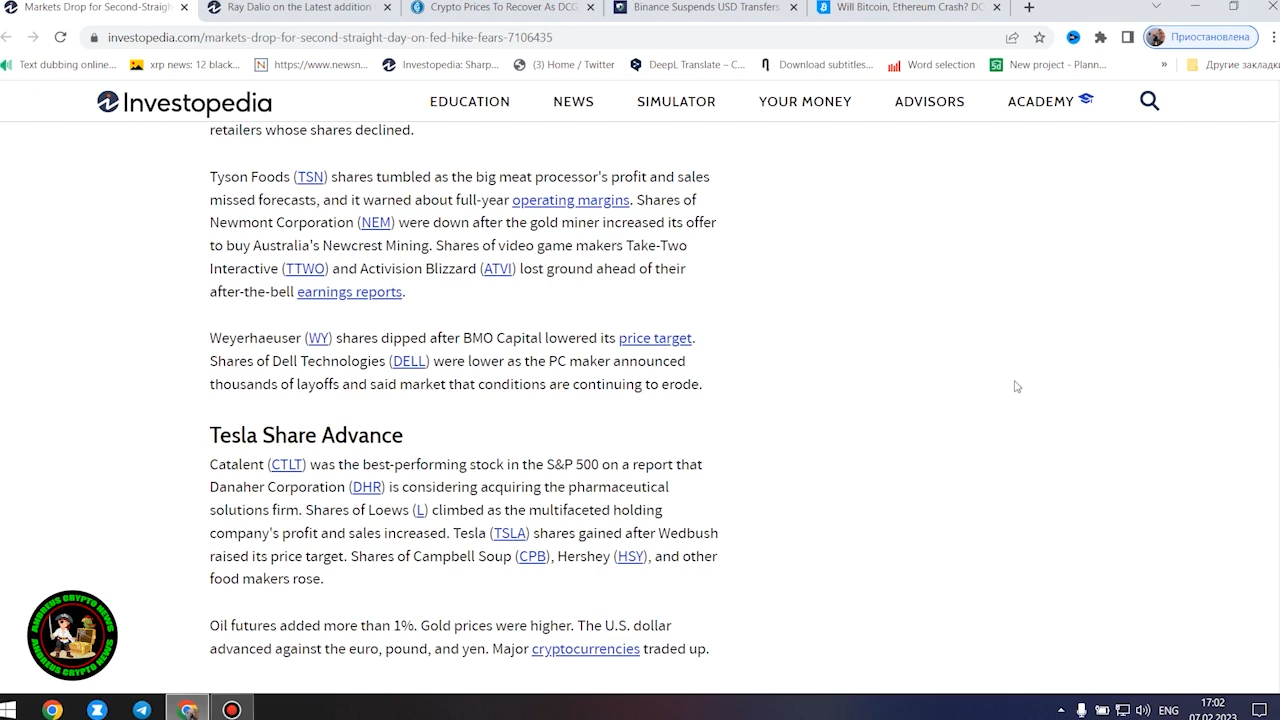 Markets Drop for Second-Straigh
Ray Dalio on the Latest addition
Crypto Prices To Recover As DCG
Binance Suspends USD Transfers
Will Bitcoin, Ethereum Crash? DC
investopedia.com/markets-drop-for-second-straight-day-on-fed-hike-fears-7106435
Приостановлена
Text dubbing online...
xrp news: 12 black...
https://www.newsn...
Investopedia: Sharp...
(3) Home / Twitter
DeepL Translate – C...
Download subtitles...
Word selection
New project - Plann...
»
Другие закладки
Investopedia
EDUCATION
NEWS
SIMULATOR
YOUR MONEY
ADVISORS
ACADEMY
retailers whose shares declined.
Tyson Foods (TSN) shares tumbled as the big meat processor's profit and sales
missed forecasts, and it warned about full-year operating margins. Shares of
Newmont Corporation (NEM) were down after the gold miner increased its offer
to buy Australia's Newcrest Mining. Shares of video game makers Take-Two
Interactive (TTWO) and Activision Blizzard (ATVI) lost ground ahead of their
after-the-bell earnings reports.
Weyerhaeuser (WY) shares dipped after BMO Capital lowered its price target.
Shares of Dell Technologies (DELL) were lower as the PC maker announced
thousands of layoffs and said market that conditions are continuing to erode.
Tesla Share Advance
Catalent (CTLT) was the best-performing stock in the S&P 500 on a report that
Danaher Corporation (DHR) is considering acquiring the pharmaceutical
solutions firm. Shares of Loews (L) climbed as the multifaceted holding
company's profit and sales increased. Tesla (TSLA) shares gained after Wedbush
raised its price target. Shares of Campbell Soup (CPB), Hershey (HSY), and other
food makers rose.
Oil futures added more than 1%. Gold prices were higher. The U.S. dollar
advanced against the euro, pound, and yen. Major cryptocurrencies traded up.
ANDREUS CRYPTO NEWS
ANDREUS CRYPTO NEWS
ENG
17:02
07.02.2023